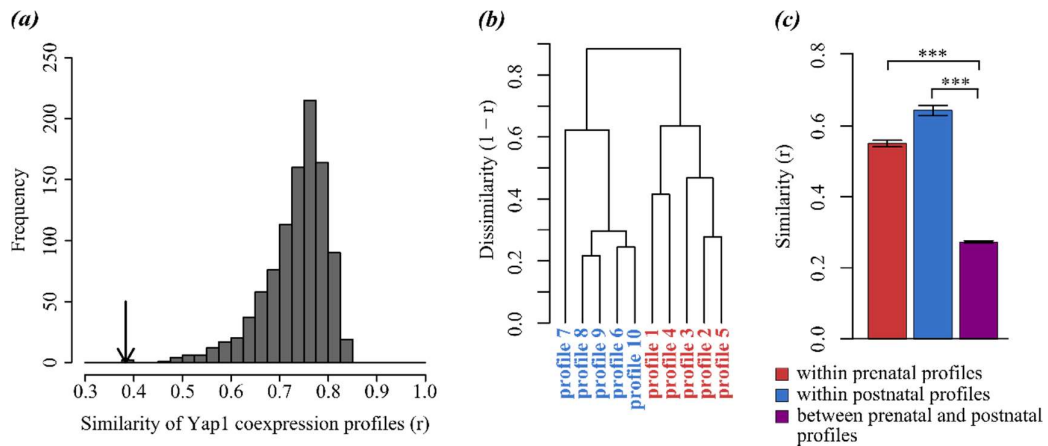 (a)
250
200
150
100
50
0
Frequency
0.3 0.4 0.5 0.6 0.7 0.8 0.9 1.0
Similarity of Yap1 coexpression profiles (r)
(b)
0.8
0.6
0.4
0.2
0.0
Dissimilarity (1 − r)
profile 7
profile 8
profile 9
profile 6
profile 10
profile 1
profile 4
profile 3
profile 2
profile 5
(c)
0.8
0.6
0.4
0.2
0.0
Similarity (r)
***
***
within prenatal profiles
within postnatal profiles
between prenatal and postnatal
profiles